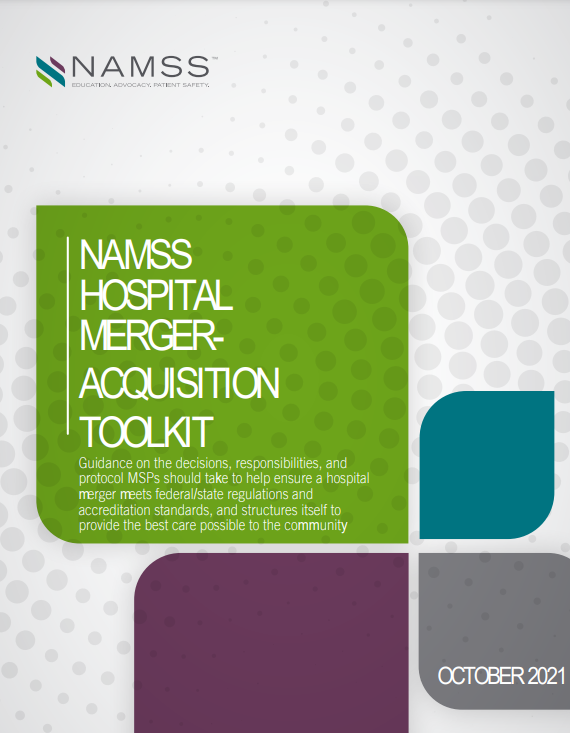 NAMSS™
EDUCATION. ADVOCACY. PATIENT SAFETY.
NAMSS
HOSPITAL
MERGER-
ACQUISITION
TOOLKIT
Guidance on the decisions, responsibilities, and
protocol MSPs should take to help ensure a hospital
merger meets federal/state regulations and
accreditation standards, and structures itself to
provide the best care possible to the community
OCTOBER 2021